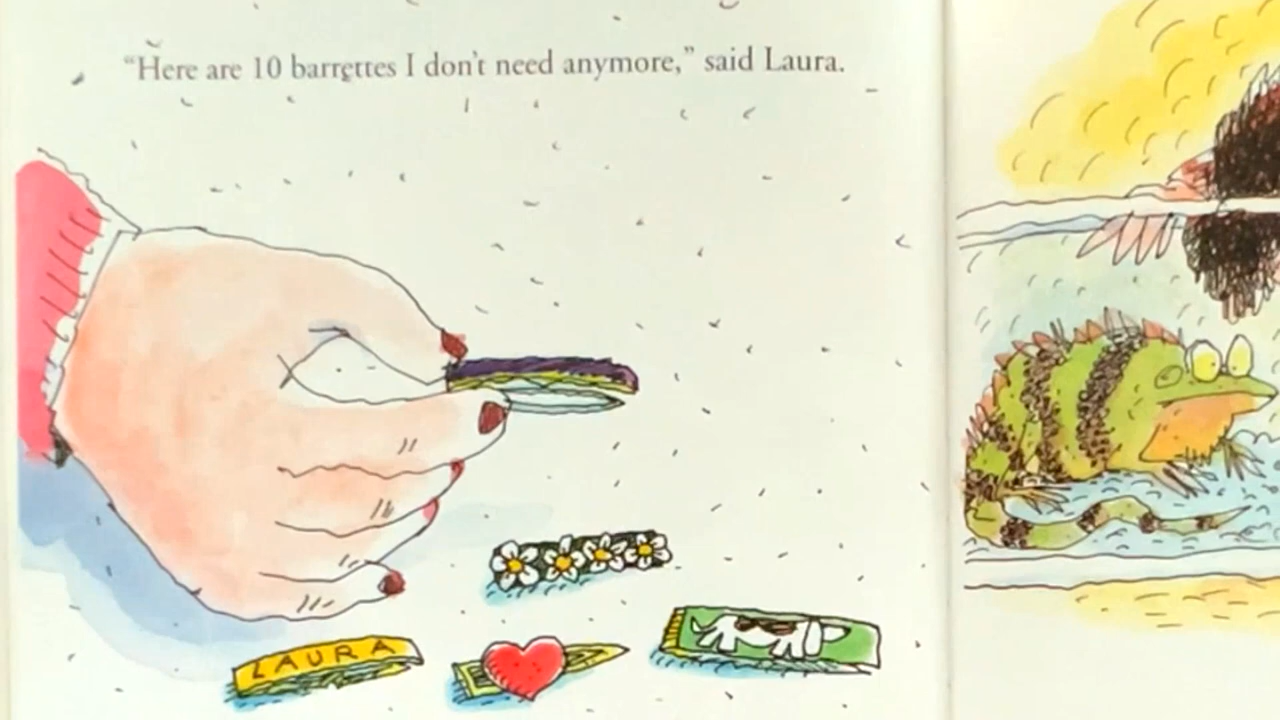 “Here are 10 barrettes I don’t need anymore,” said Laura.
LAURA